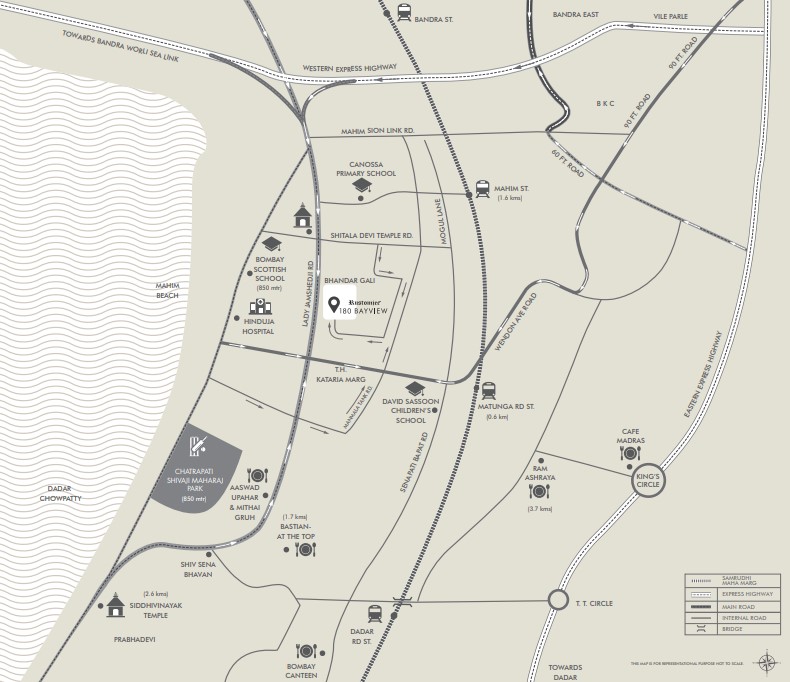 BANDRA ST.
BANDRA EAST
VILE PARLE
TOWARDS BANDRA WORLI SEA LINK
WESTERN EXPRESS HIGHWAY
90 FT. ROAD
B K C
90 FT. ROAD
MAHIM SION LINK RD.
60 FT. ROAD
CANOSSA
PRIMARY SCHOOL
MAHIM ST.
(1.6 kms)
MOGUL LANE
SHITALA DEVI TEMPLE RD.
BOMBAY
SCOTTISH
SCHOOL
(850 mtr)
LADY JAMSHEDJI RD
BHANDAR GALI
MAHIM
BEACH
Rustomjee
180 BAYVIEW
HINDUJA
HOSPITAL
WENDON AVE ROAD
EASTERN EXPRESS HIGHWAY
T.H.
KATARIA MARG
MANMALA TANK RD.
DAVID SASSOON
CHILDREN'S
SCHOOL
MATUNGA RD ST.
(0.6 km)
SENAPATI BAPAT RD
CAFE
MADRAS
KING'S
CIRCLE
CHATRAPATI
SHIVAJI MAHARAJ
PARK
(850 mtr)
RAM
ASHRAYA
(3.7 kms)
DADAR
CHOWPATTY
AASWAD
UPAHAR
& MITHAI
GRUH
(1.7 kms)
BASTIAN-
AT THE TOP
SHIV SENA
BHAVAN
(2.6 kms)
SIDDHIVINAYAK
TEMPLE
PRABHADEVI
T. T. CIRCLE
DADAR
RD ST.
BOMBAY
CANTEEN
TOWARDS
DADAR
SAMRUDHI
MAHA MARG
EXPRESS HIGHWAY
MAIN ROAD
INTERNAL ROAD
BRIDGE
THIS MAP IS FOR REPRESENTATIONAL PURPOSE NOT TO SCALE